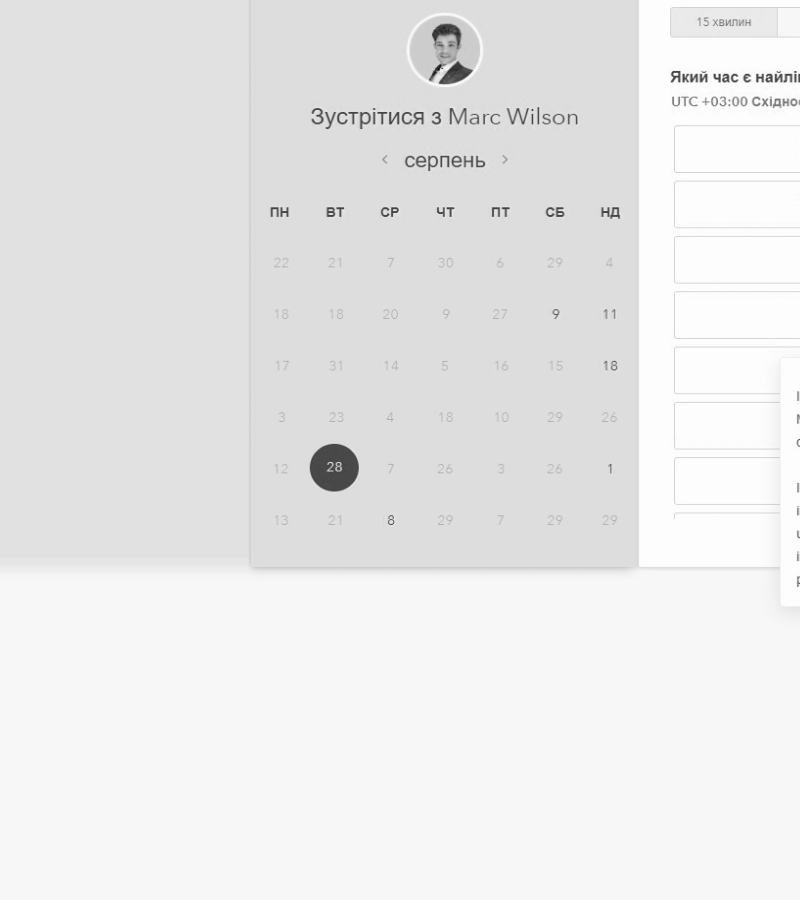 15 хвилин
Який час є найлі
UTC +03:00 Східно
Зустрітися з Marc Wilson
серпень
ПН ВТ СР ЧТ ПТ СБ НД
22 21 7 30 6 29 4
18 18 20 9 27 9 11
17 31 14 5 16 15 18
3 23 4 18 10 29 26
12 28 7 26 3 26 1
13 21 8 29 7 29 29